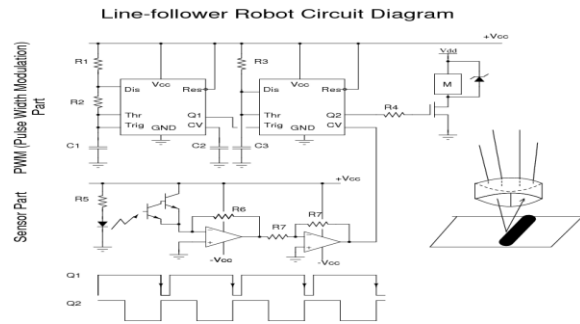 Line-follower Robot Circuit Diagram
PWM (Pulse Width Modulation)
Part
+Vcc
R1
R3
Vdd
Vcc
Res
Vcc
Res
M
Dis
Dis
R2
Q1
Q2
R4
Thr
CV
Thr
CV
Trig
GND
Trig
GND
C1
C2
C3
Sensor Part
+Vcc
R5
R6
R7
R7
-Vcc
-Vcc
Q1
Q2